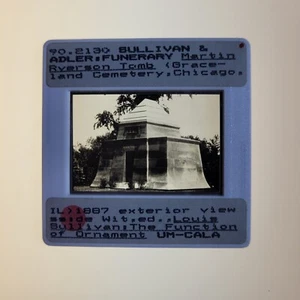 90.2130 SULLIVAN &
ADLER:FUNERARY Martin
Ryerson Tomb (Grace-
land Cemetery,Chicago,
IL)1887 exterior view
Wit.ed.,Louis
Sullivan:The Function
of Ornament UM-CALA